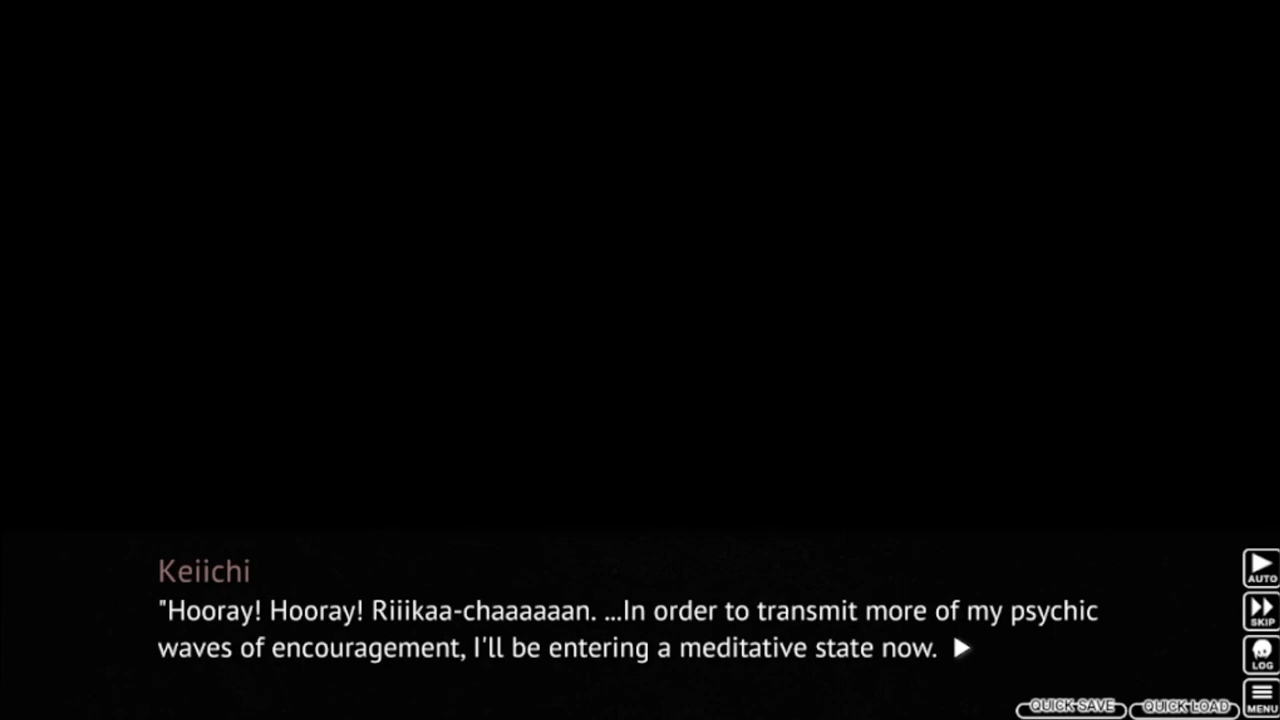 Keiichi
"Hooray! Hooray! Riiikaa-chaaaaaan. ...In order to transmit more of my psychic
waves of encouragement, I'll be entering a meditative state now.
AUTO
SKIP
LOG
MENU
QUICK SAVE QUICK LOAD